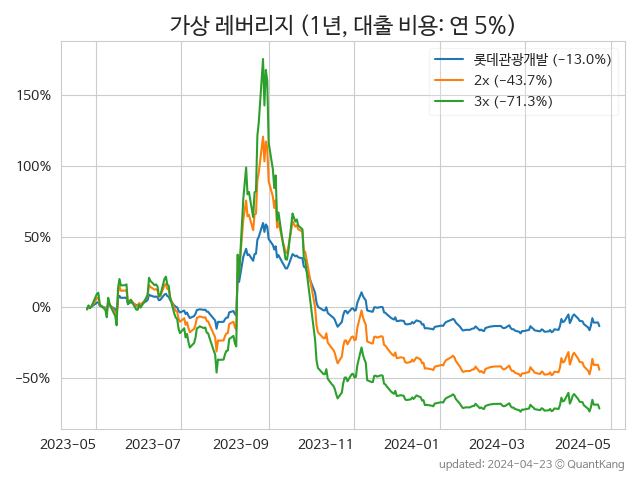 가상 레버리지 (1년, 대출 비용: 연 5%)
롯데관광개발 (-13.0%)
2x (-43.7%)
3x (-71.3%)
150%
100%
50%
0%
-50%
2023-05
2023-07
2023-09
2023-11
2024-01
2024-03
2024-05
updated: 2024-04-23 © QuantKang